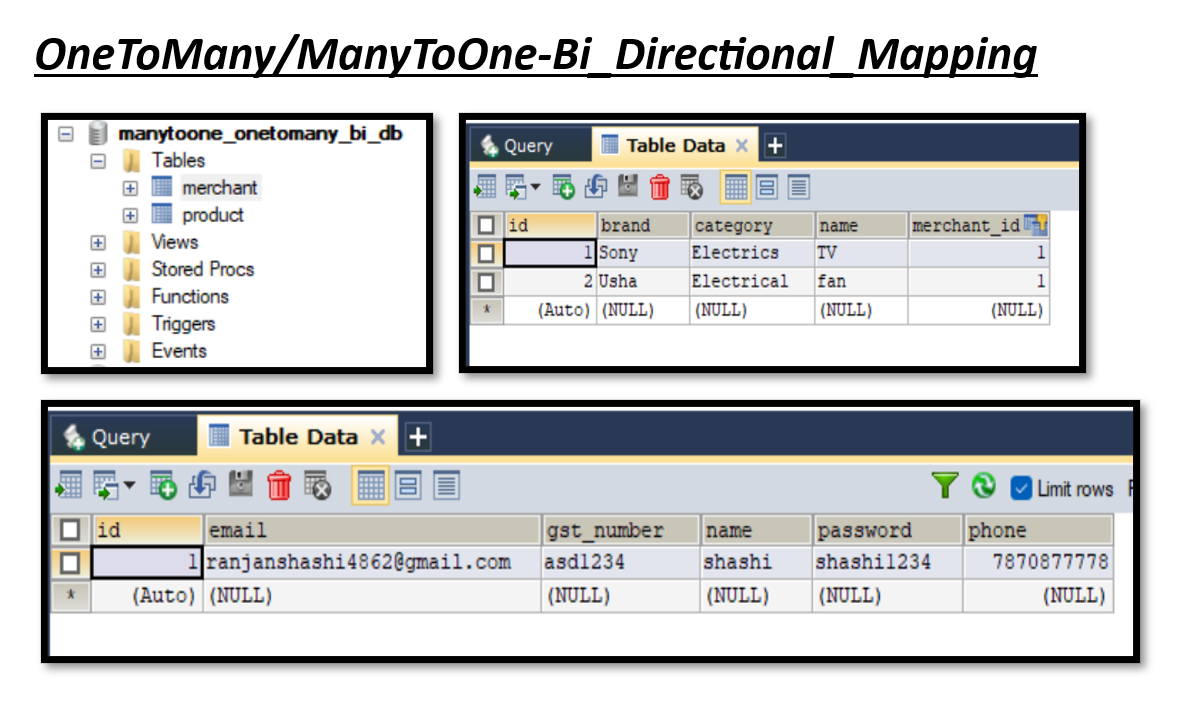 OneToMany/ManyToOne-Bi_Directional_Mapping
manytoone_onetomany_bi_db
Tables
merchant
product
Views
Stored Procs
Functions
Triggers
Events
Query Table Data
id brand category name merchant_id
1 Sony Electrics TV 1
2 Usha Electrical fan 1
* (Auto) (NULL) (NULL) (NULL) (NULL)
Query Table Data
Limit rows
id email gst_number name password phone
1 ranjanshashi4862@gmail.com asd1234 shashi shashi1234 7870877778
* (Auto) (NULL) (NULL) (NULL) (NULL) (NULL)